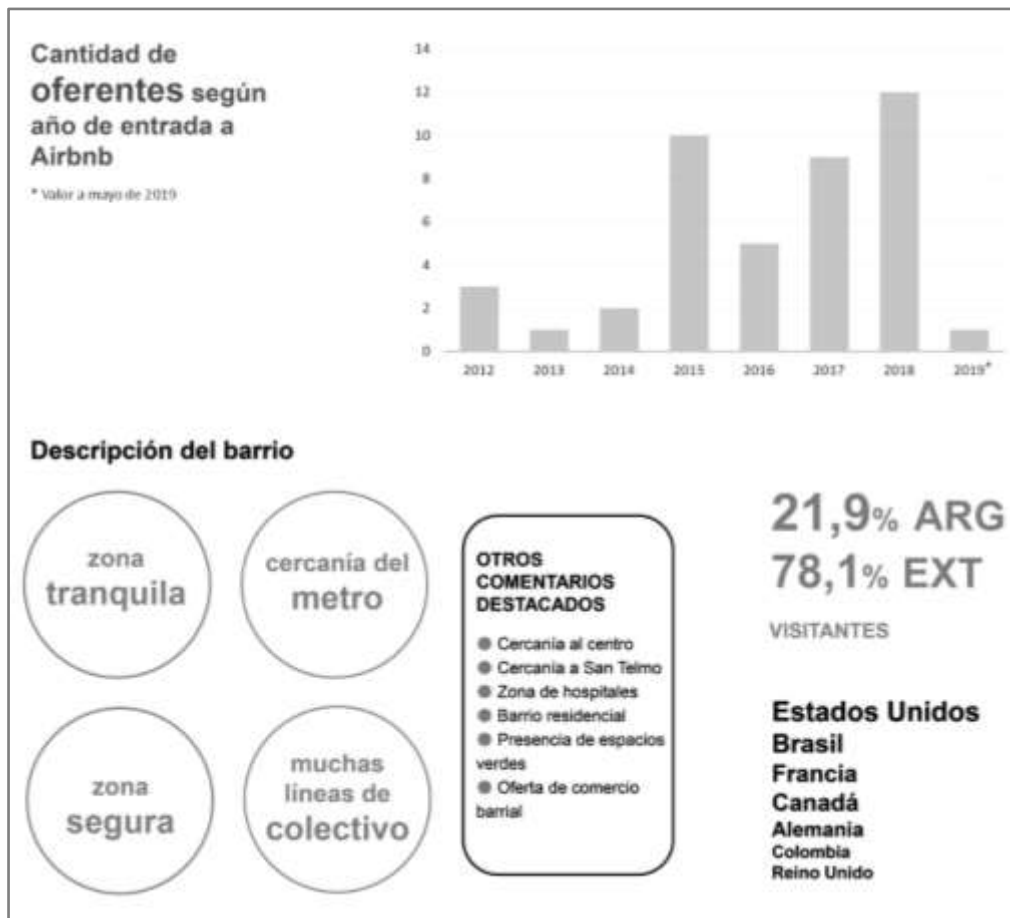 Cantidad de
oferentes según
año de entrada a
Airbnb
* Valor a mayo de 2019
14
12
10
8
6
4
2
0
2012 2013 2014 2015 2016 2017 2018 2019*
Descripción del barrio
zona
tranquila
cercanía del
metro
zona
segura
muchas
líneas de
colectivo
OTROS
COMENTARIOS
DESTACADOS
● Cercanía al centro
● Cercanía a San Telmo
● Zona de hospitales
● Barrio residencial
● Presencia de espacios
verdes
● Oferta de comercio
barrial
21,9% ARG
78,1% EXT
VISITANTES
Estados Unidos
Brasil
Francia
Canadá
Alemania
Colombia
Reino Unido